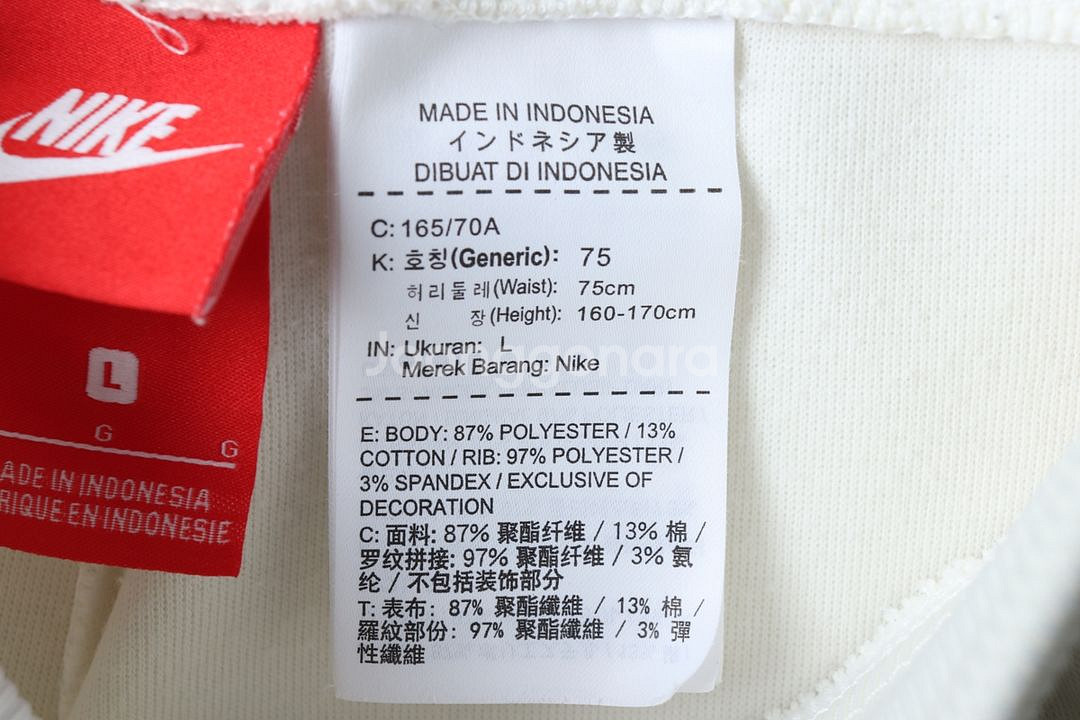 NIKE
L
G
G
ADE IN INDONESIA
RIQUE EN INDONESIE
MADE IN INDONESIA
インドネシア製
DIBUAT DI INDONESIA
C: 165/70A
K: 호칭(Generic): 75
허리둘레(Waist): 75cm
신 장(Height): 160-170cm
IN: Ukuran: L
Merek Barang: Nike
Joonggonara
E: BODY: 87% POLYESTER / 13%
COTTON / RIB: 97% POLYESTER /
3% SPANDEX / EXCLUSIVE OF
DECORATION
C: 面料: 87% 聚酯纤维 / 13% 棉 /
罗纹拼接: 97% 聚酯纤维 / 3% 氨
纶 / 不包括装饰部分
T: 表布: 87% 聚酯纖維 / 13% 棉 /
羅紋部份: 97% 聚酯纖維 / 3% 彈
性纖維